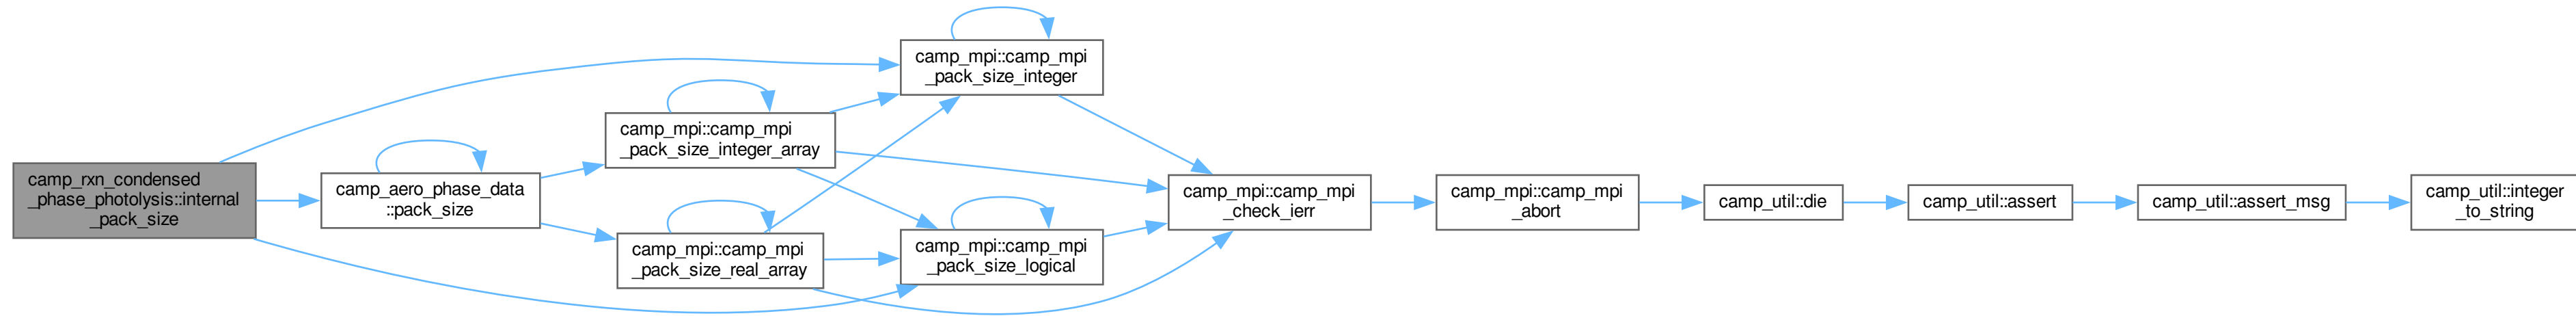 camp_rxn_condensed
_phase_photolysis::internal
_pack_size
camp_aero_phase_data
::pack_size
camp_mpi::camp_mpi
_pack_size_integer_array
camp_mpi::camp_mpi
_pack_size_real_array
camp_mpi::camp_mpi
_pack_size_integer
camp_mpi::camp_mpi
_pack_size_logical
camp_mpi::camp_mpi
_check_ierr
camp_mpi::camp_mpi
_abort
camp_util::die
camp_util::assert
camp_util::assert_msg
camp_util::integer
_to_string